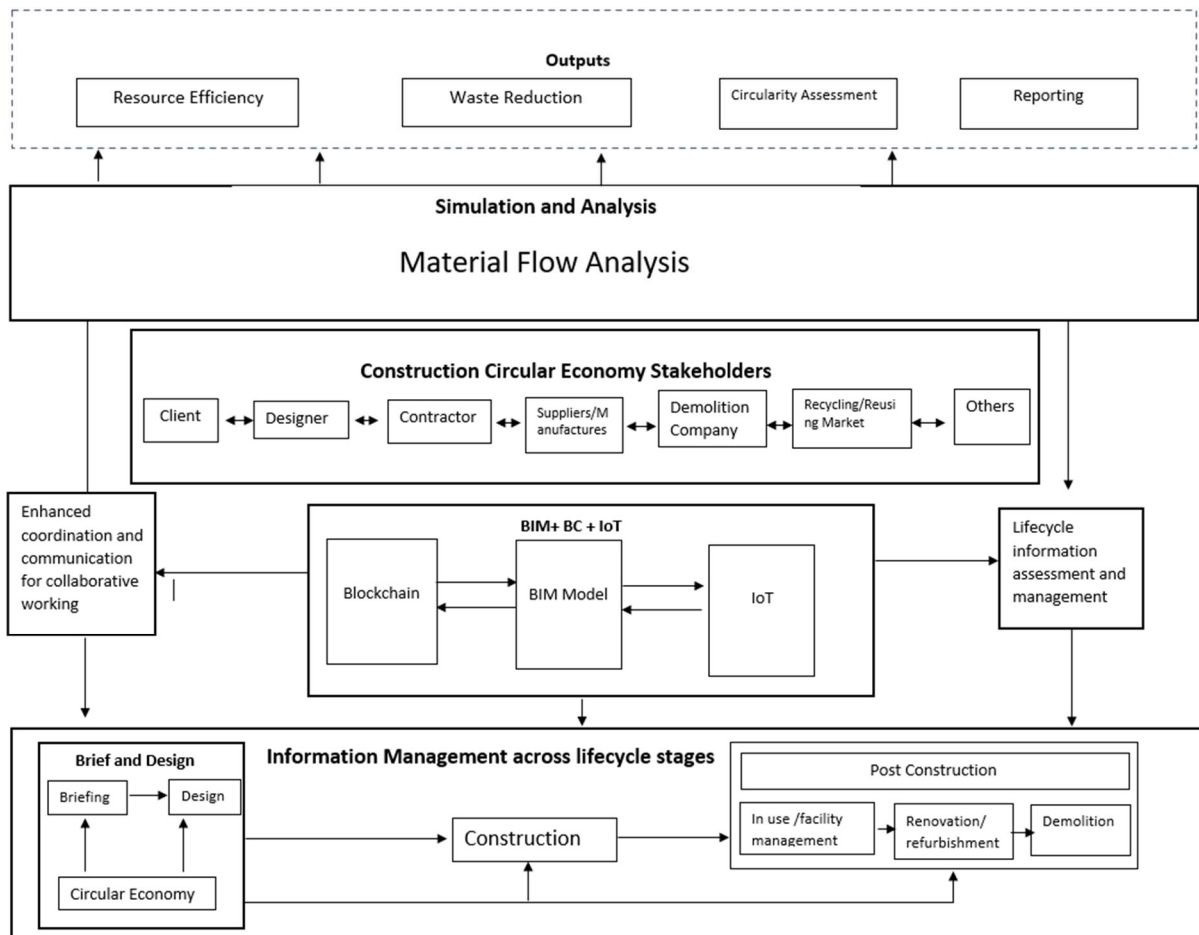 Outputs
Resource Efficiency
Waste Reduction
Circularity Assessment
Reporting
Simulation and Analysis
Material Flow Analysis
Construction Circular Economy Stakeholders
Client
Designer
Contractor
Suppliers/M
anufactures
Demolition
Company
Recycling/Reusi
ng Market
Others
Enhanced
coordination and
communication
for collaborative
working
BIM+ BC + IoT
Blockchain
BIM Model
IoT
Lifecycle
information
assessment and
management
Information Management across lifecycle stages
Brief and Design
Briefing
Design
Circular Economy
Construction
Post Construction
In use /facility
management
Renovation/
refurbishment
Demolition